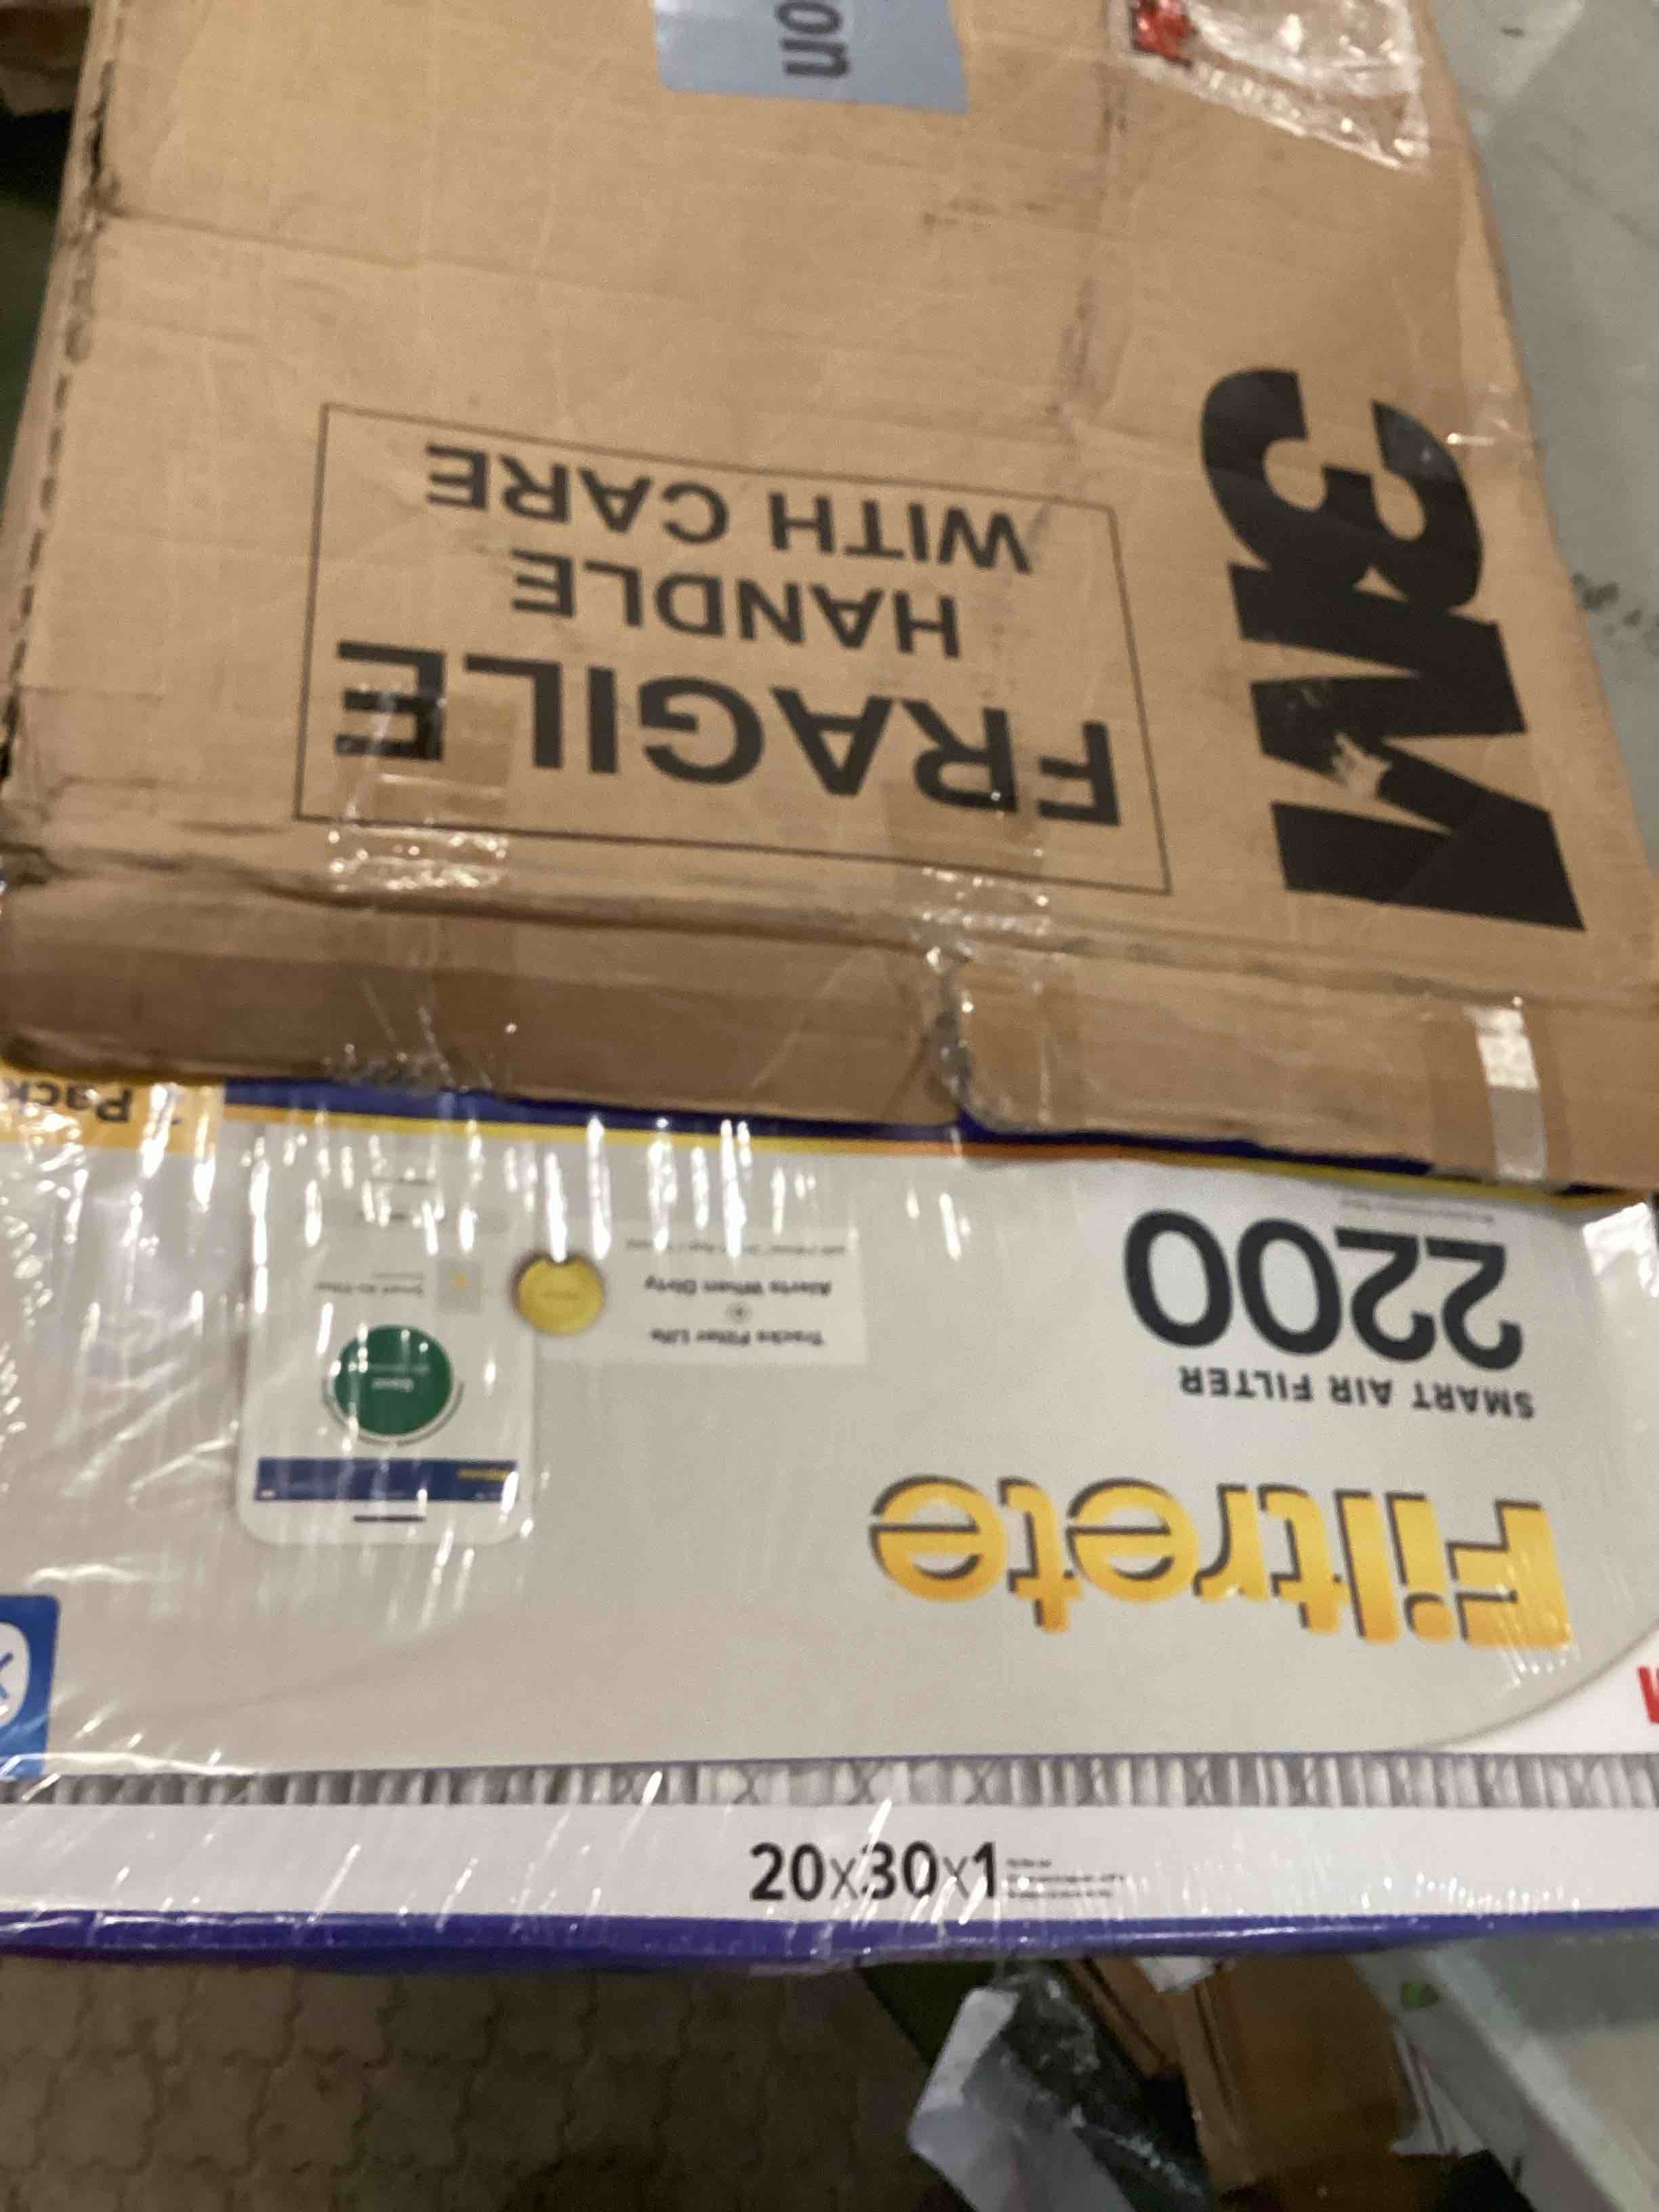 on
3M
FRAGILE
HANDLE
WITH CARE
Pack
Filtrete
SMART AIR FILTER
2200
Tracks Filter Life
Alerts When Dirty
20x30x1